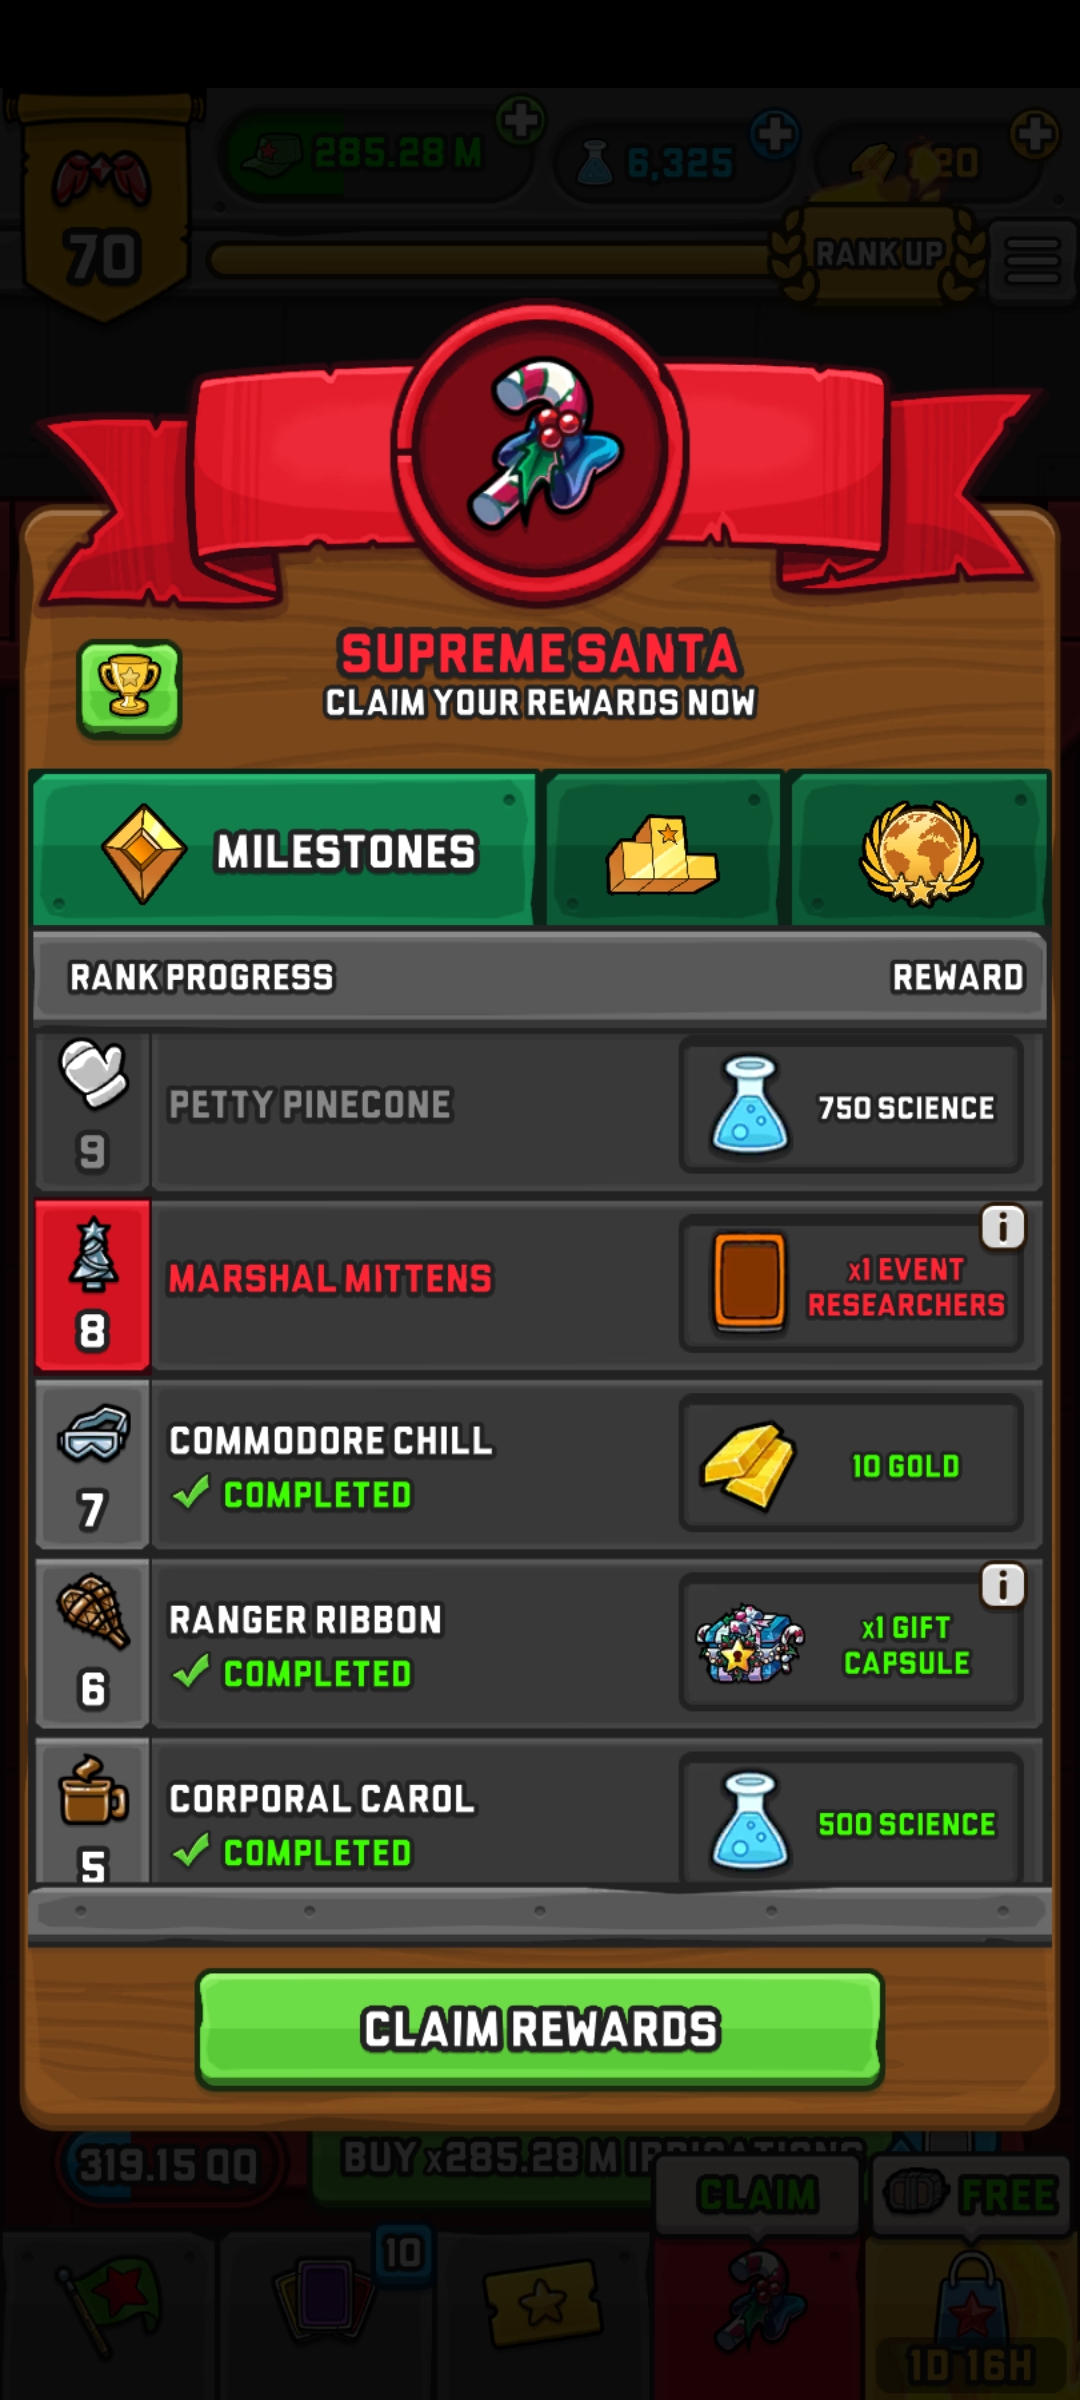 285.28 M
6,325
70
RANK UP
SUPREME SANTA
CLAIM YOUR REWARDS NOW
MILESTONES
RANK PROGRESS
REWARD
9
PETTY PINECONE
750 SCIENCE
8
MARSHAL MITTENS
i
x1 EVENT
RESEARCHERS
7
COMMODORE CHILL
COMPLETED
10 GOLD
6
RANGER RIBBON
COMPLETED
i
x1 GIFT
CAPSULE
5
CORPORAL CAROL
COMPLETED
500 SCIENCE
CLAIM REWARDS
319.15 QQ
BUY x285.28 M
CLAIM
FREE
10
1D 16H